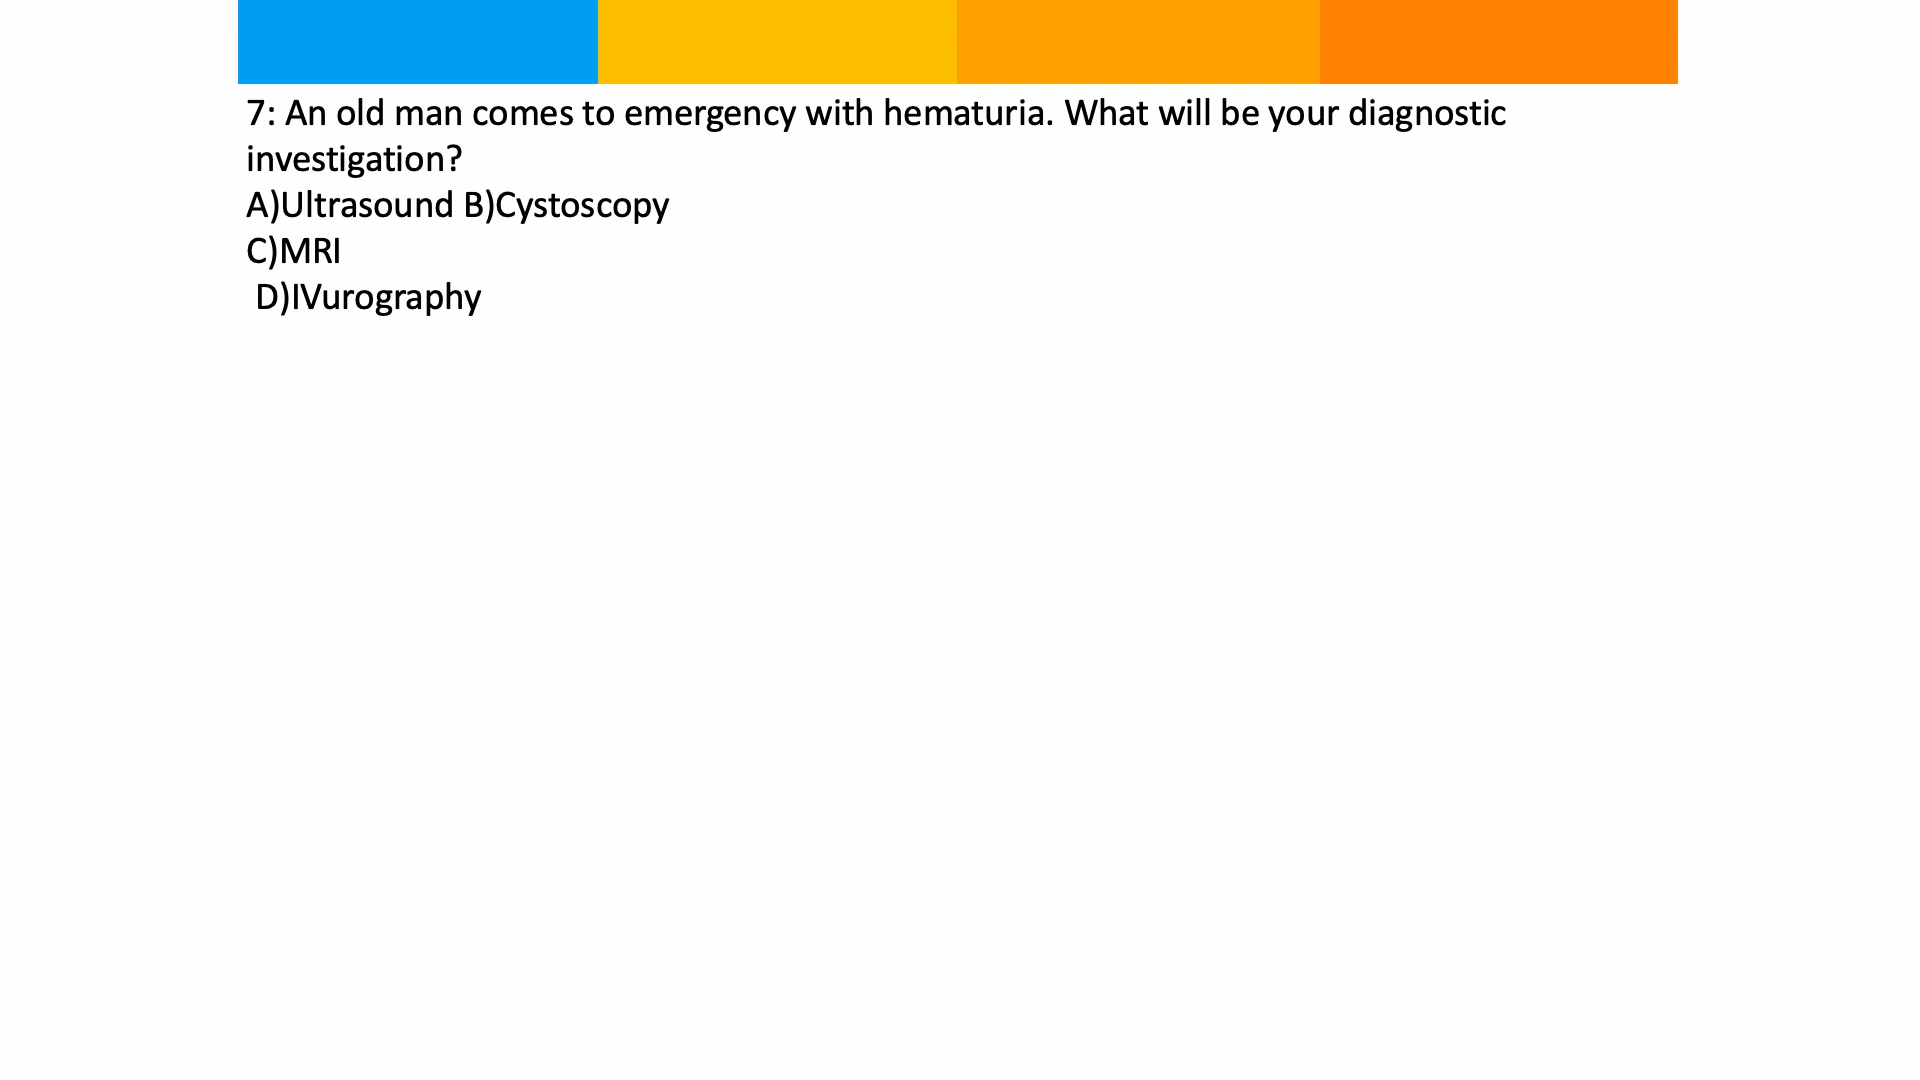 7: An old man comes to emergency with hematuria. What will be your diagnostic
investigation?
A)Ultrasound B)Cystoscopy
C)MRI
D)IVurography